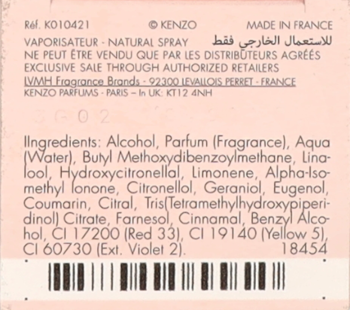 Réf. K010421 © KENZO MADE IN FRANCE
VAPORISATEUR - NATURAL SPRAY للاستعمال الخارجي فقط
NE PEUT ÊTRE VENDU QUE PAR LES DISTRIBUTEURS AGRÉÉS
EXCLUSIVE SALE THROUGH AUTHORIZED RETAILERS
LVMH Fragrance Brands - 92300 LEVALLOIS PERRET - FRANCE
KENZO PARFUMS - PARIS – In UK: KT12 4NH
IIngredients: Alcohol, Parfum (Fragrance), Aqua
(Water), Butyl Methoxydibenzoylmethane, Lina-
lool, Hydroxycitronellal, Limonene, Alpha-Iso-
methyl Ionone, Citronellol, Geraniol, Eugenol,
Coumarin, Citral, Tris(Tetramethylhydroxypiperi-
dinol) Citrate, Farnesol, Cinnamal, Benzyl Alco-
hol, CI 17200 (Red 33), CI 19140 (Yellow 5),
CI 60730 (Ext. Violet 2). 18454